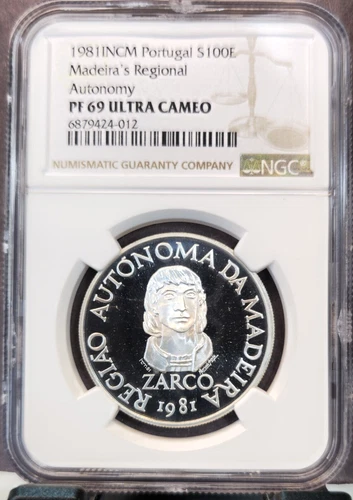 1981INCM Portugal S100E
Madeira's Regional
Autonomy
PF 69 ULTRA CAMEO
6879424-012
NUMISMATIC GUARANTY COMPANY
NGC
REGIÃO AUTÓNOMA DA MADEIRA
ZARCO
1981